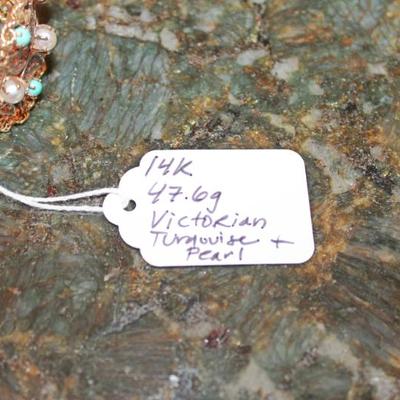 14K
47.6g
Victorian
Turquoise +
Pearl